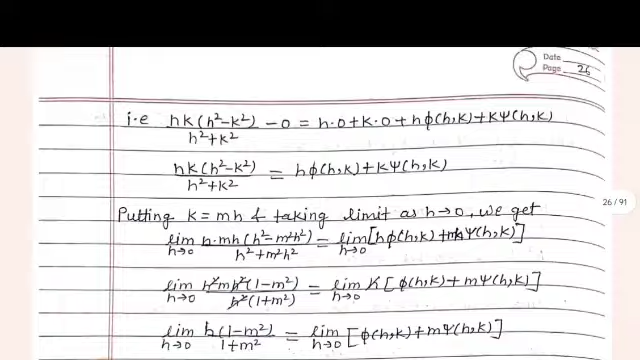 Date
Page 26
i.e hk(h²-k²)/h²+k² - 0 = h·0+k·0+hϕ(h,k)+kψ(h,k)
hk(h²-k²)/h²+k² = hϕ(h,k)+kψ(h,k)
Putting k=mh & taking limit as h→0, we get
lim h→0 h·mh(h²-m²h²)/h²+m²h² = lim h→0 [hϕ(h,k)+mhψ(h,k)]
lim h→0 h²mh²(1-m²)/h²(1+m²) = lim h→0 h[ϕ(h,k)+mψ(h,k)]
lim h→0 h(1-m²)/1+m² = lim h→0 [ϕ(h,k)+mψ(h,k)]
26/91